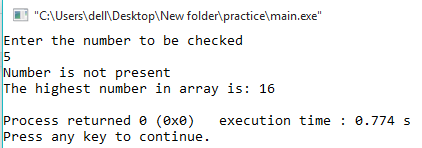 "C:\Users\dell\Desktop\New folder\practice\main.exe"
Enter the number to be checked
5
Number is not present
The highest number in array is: 16
Process returned 0 (0x0)   execution time : 0.774 s
Press any key to continue.